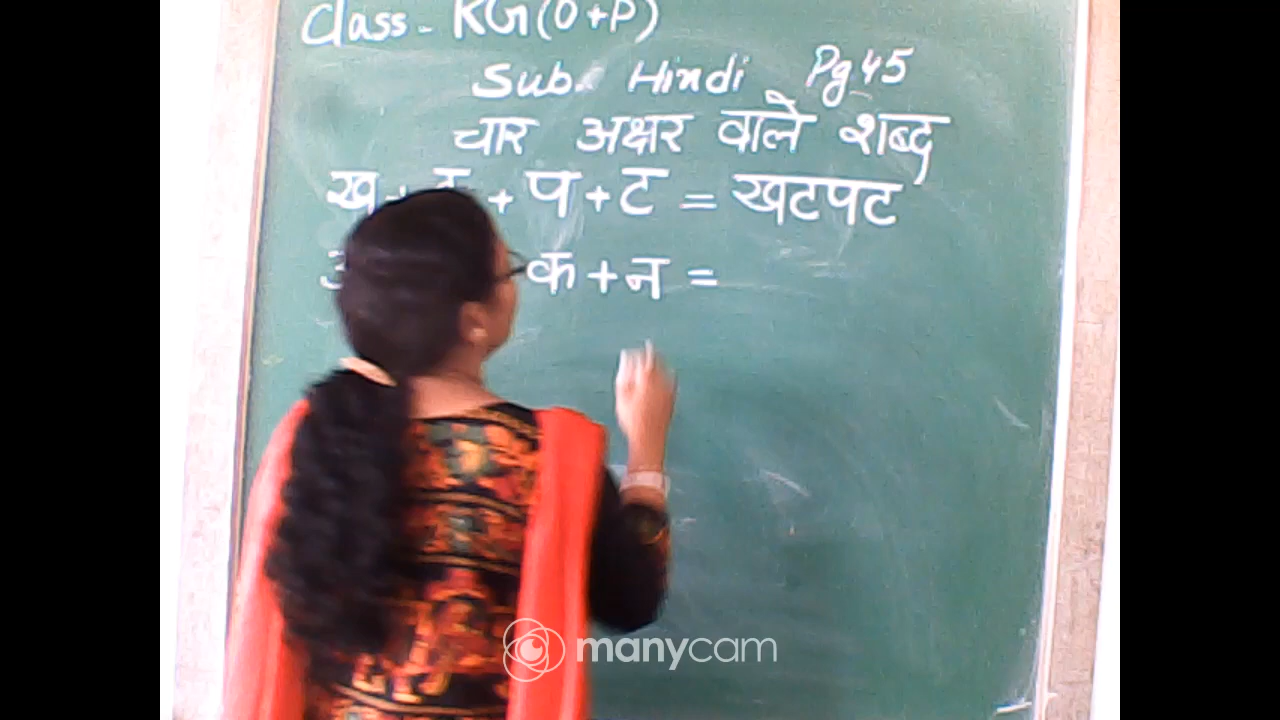 Class - KG (O+P)
Sub. Hindi Pg 45
चार अक्षर वाले शब्द
ख + + प + ट = खटपट
क + न =
manycam